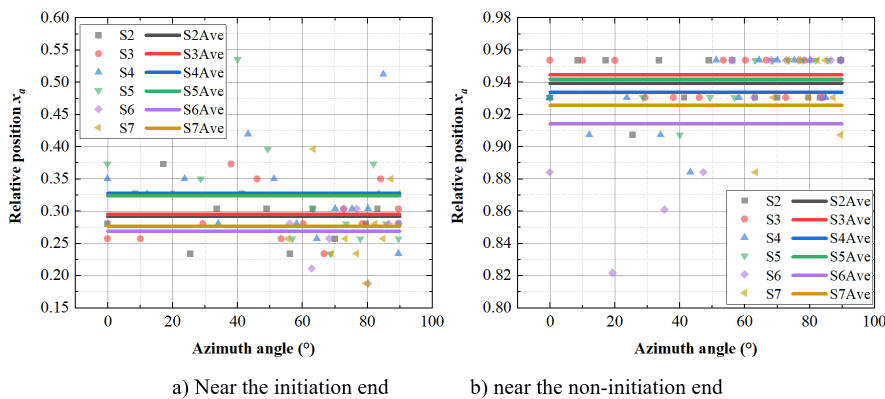 0.60
0.55
0.50
0.45
0.40
0.35
0.30
0.25
0.20
0.15
Relative position xₐ
S2 S2Ave
S3 S3Ave
S4 S4Ave
S5 S5Ave
S6 S6Ave
S7 S7Ave
0 20 40 60 80 100
Azimuth angle (°)
a) Near the initiation end
0.98
0.96
0.94
0.92
0.90
0.88
0.86
0.84
0.82
0.80
Relative position xₐ
S2 S2Ave
S3 S3Ave
S4 S4Ave
S5 S5Ave
S6 S6Ave
S7 S7Ave
0 20 40 60 80 100
Azimuth angle (°)
b) near the non-initiation end